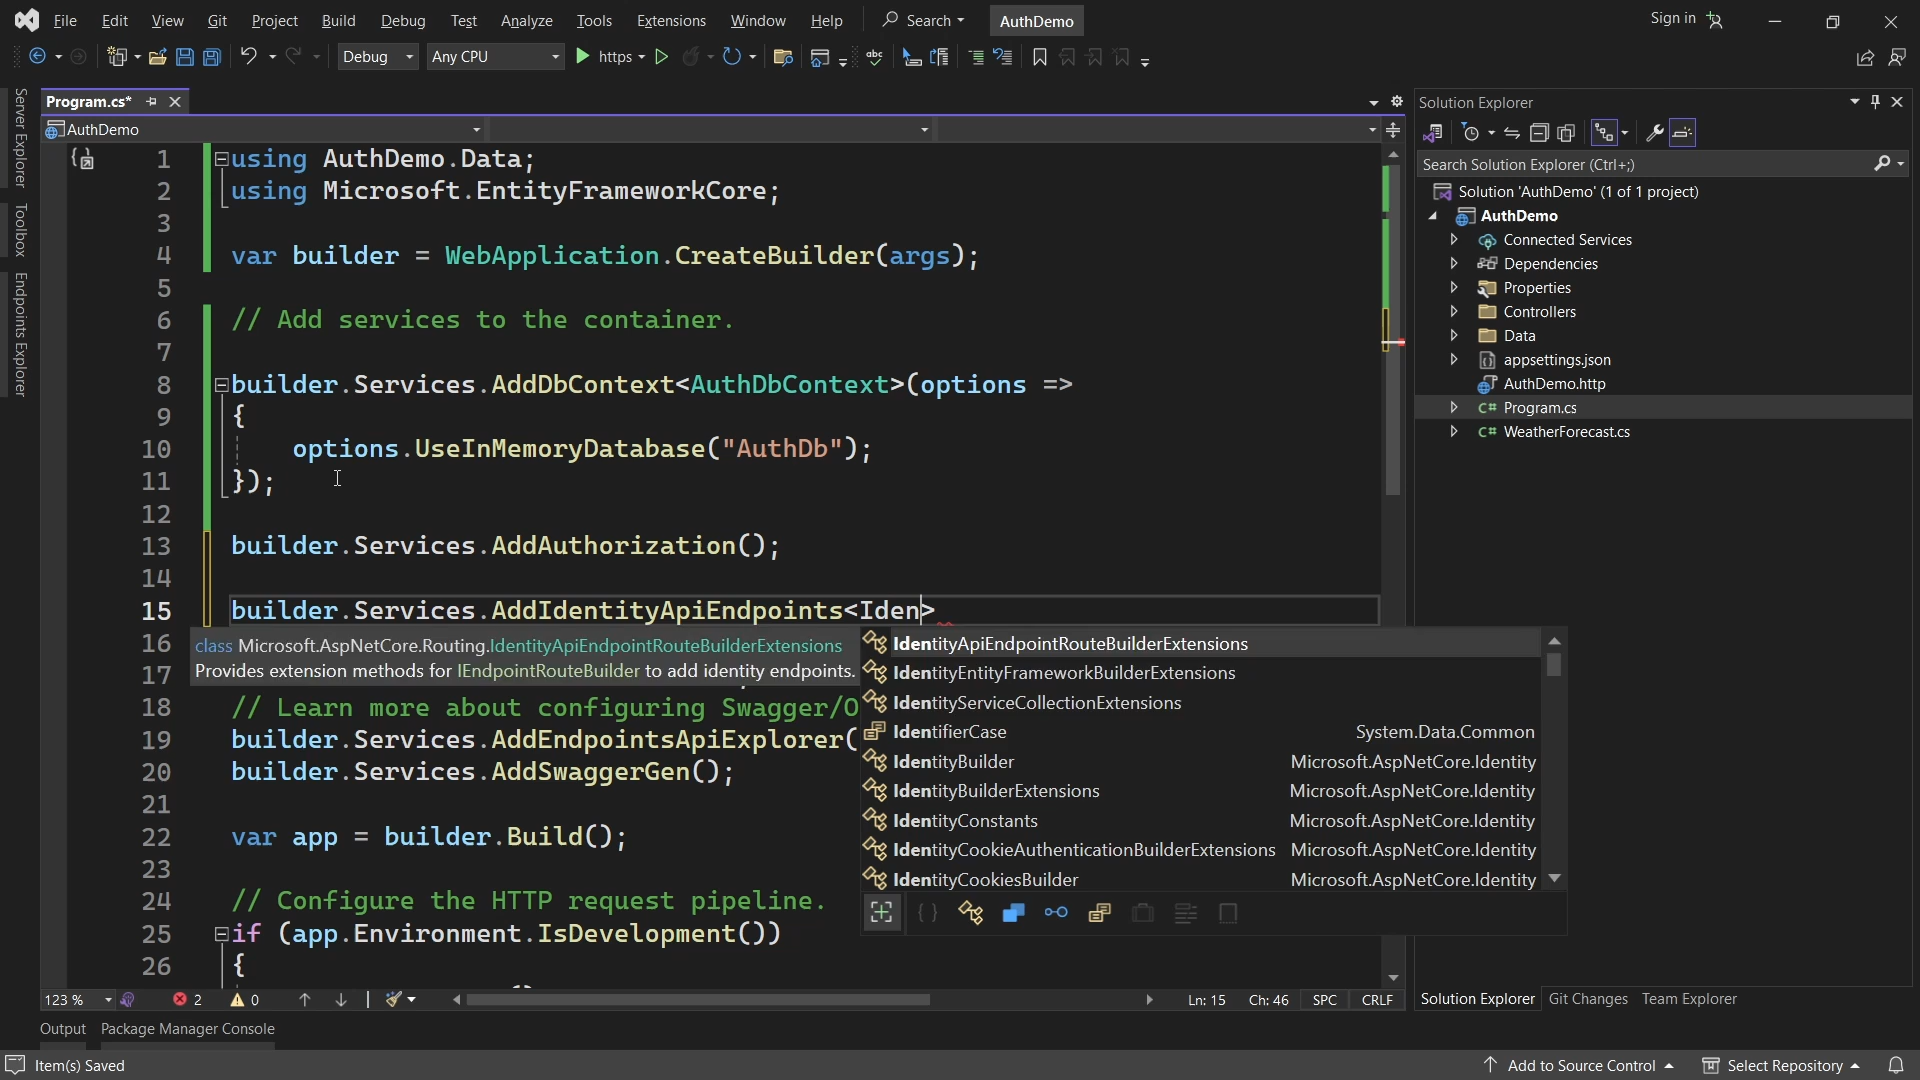 File Edit View Git Project Build Debug Test Analyze Tools Extensions Window Help Search AuthDemo Sign in
Debug Any CPU https
Server Explorer
Toolbox
Endpoints Explorer
Program.cs*
AuthDemo
1 using AuthDemo.Data;
2 using Microsoft.EntityFrameworkCore;
3
4 var builder = WebApplication.CreateBuilder(args);
5
6 // Add services to the container.
7
8 builder.Services.AddDbContext<AuthDbContext>(options =>
9 {
10 options.UseInMemoryDatabase("AuthDb");
11 });
12
13 builder.Services.AddAuthorization();
14
15 builder.Services.AddIdentityApiEndpoints<Iden>
16
17
18 // Learn more about configuring Swagger/O
19 builder.Services.AddEndpointsApiExplorer(
20 builder.Services.AddSwaggerGen();
21
22 var app = builder.Build();
23
24 // Configure the HTTP request pipeline.
25 if (app.Environment.IsDevelopment())
26 {
class Microsoft.AspNetCore.Routing.IdentityApiEndpointRouteBuilderExtensions
Provides extension methods for IEndpointRouteBuilder to add identity endpoints.
IdentityApiEndpointRouteBuilderExtensions
IdentityEntityFrameworkBuilderExtensions
IdentityServiceCollectionExtensions
IdentifierCase System.Data.Common
IdentityBuilder Microsoft.AspNetCore.Identity
IdentityBuilderExtensions Microsoft.AspNetCore.Identity
IdentityConstants Microsoft.AspNetCore.Identity
IdentityCookieAuthenticationBuilderExtensions Microsoft.AspNetCore.Identity
IdentityCookiesBuilder Microsoft.AspNetCore.Identity
123 % 2 0 Ln: 15 Ch: 46 SPC CRLF
Solution Explorer
Search Solution Explorer (Ctrl+;)
Solution 'AuthDemo' (1 of 1 project)
AuthDemo
Connected Services
Dependencies
Properties
Controllers
Data
appsettings.json
AuthDemo.http
C# Program.cs
C# WeatherForecast.cs
Solution Explorer Git Changes Team Explorer
Output Package Manager Console
Item(s) Saved Add to Source Control Select Repository